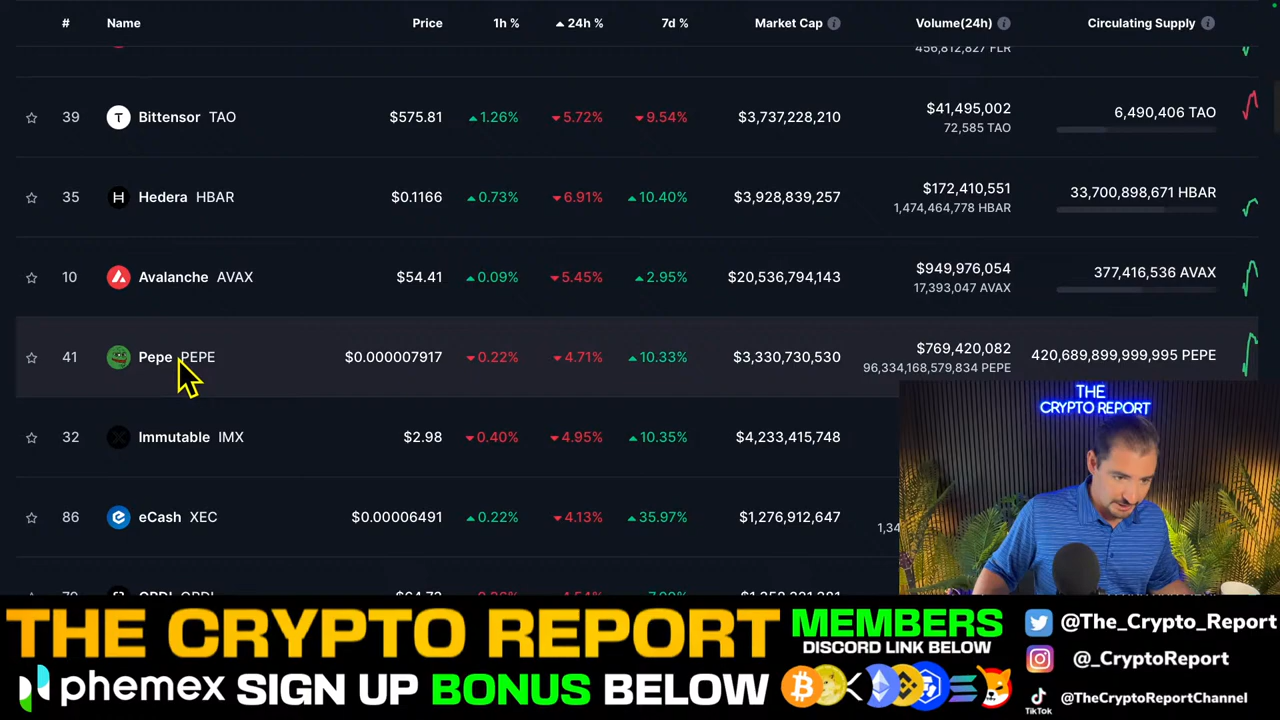 # Name Price 1h % 24h % 7d % Market Cap Volume(24h) Circulating Supply
456,812,827 FLR
39 Bittensor TAO $575.81 1.26% 5.72% 9.54% $3,737,228,210 $41,495,002 6,490,406 TAO
72,585 TAO
35 Hedera HBAR $0.1166 0.73% 6.91% 10.40% $3,928,839,257 $172,410,551 33,700,898,671 HBAR
1,474,464,778 HBAR
10 Avalanche AVAX $54.41 0.09% 5.45% 2.95% $20,536,794,143 $949,976,054 377,416,536 AVAX
17,393,047 AVAX
41 Pepe PEPE $0.000007917 0.22% 4.71% 10.33% $3,330,730,530 $769,420,082 420,689,899,999,995 PEPE
96,334,168,579,834 PEPE
32 Immutable IMX $2.98 0.40% 4.95% 10.35% $4,233,415,748
86 eCash XEC $0.00006491 0.22% 4.13% 35.97% $1,276,912,647
THE
CRYPTO REPORT
THE CRYPTO REPORT
MEMBERS
DISCORD LINK BELOW
phemex SIGN UP BONUS BELOW
@The_Crypto_Report
@_CryptoReport
TikTok @TheCryptoReportChannel